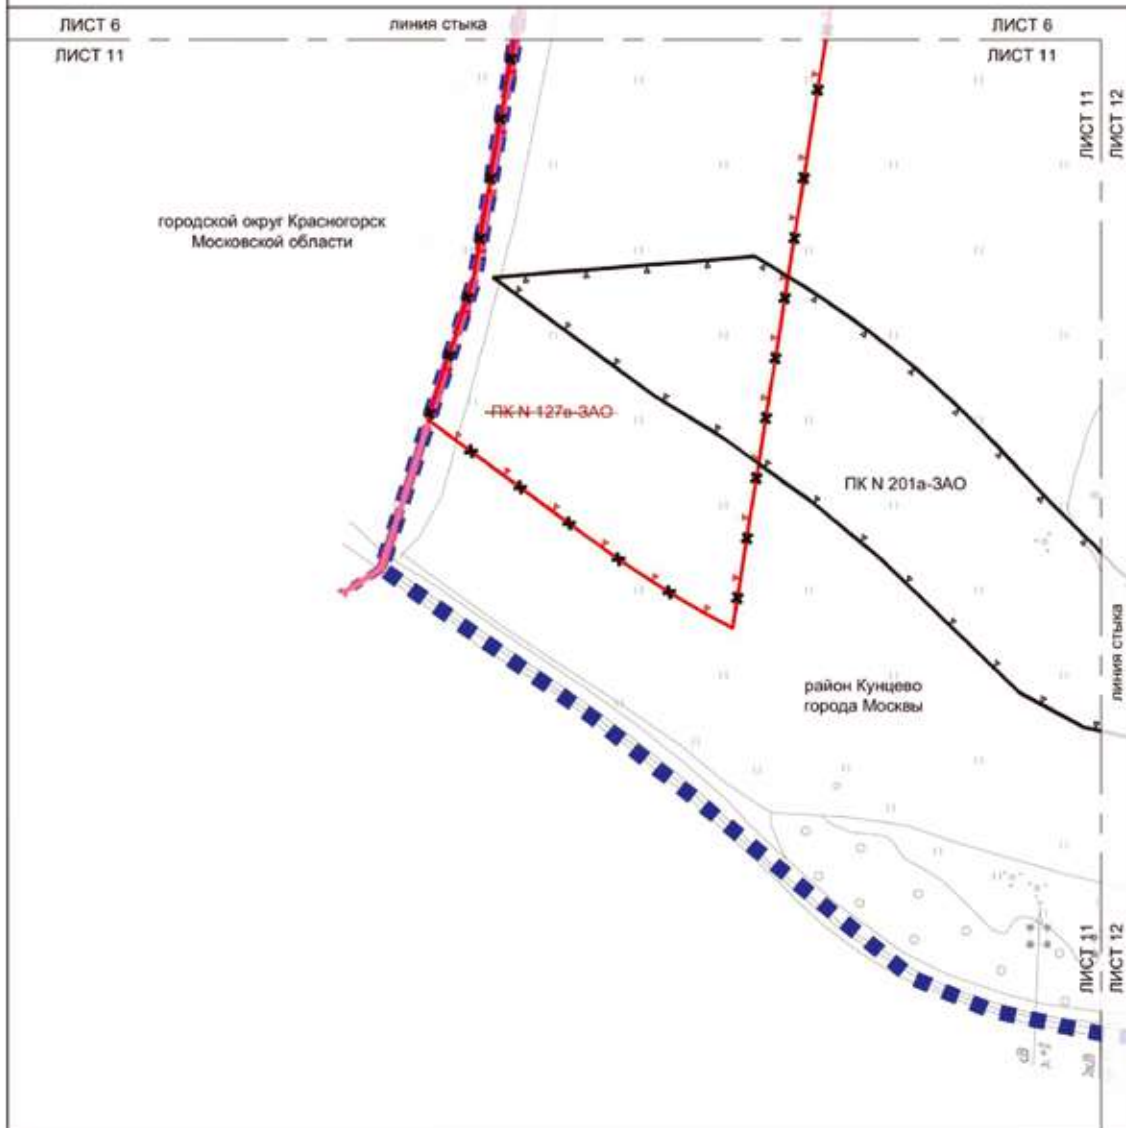 ЛИСТ 6
линия стыка
ЛИСТ 6
ЛИСТ 11
ЛИСТ 11
ЛИСТ 11
ЛИСТ 12
городской округ Красногорск
Московской области
ПК N 127в-ЗАО
ПК N 201а-ЗАО
линия стыка
район Кунцево
города Москвы
ЛИСТ 11
ЛИСТ 12